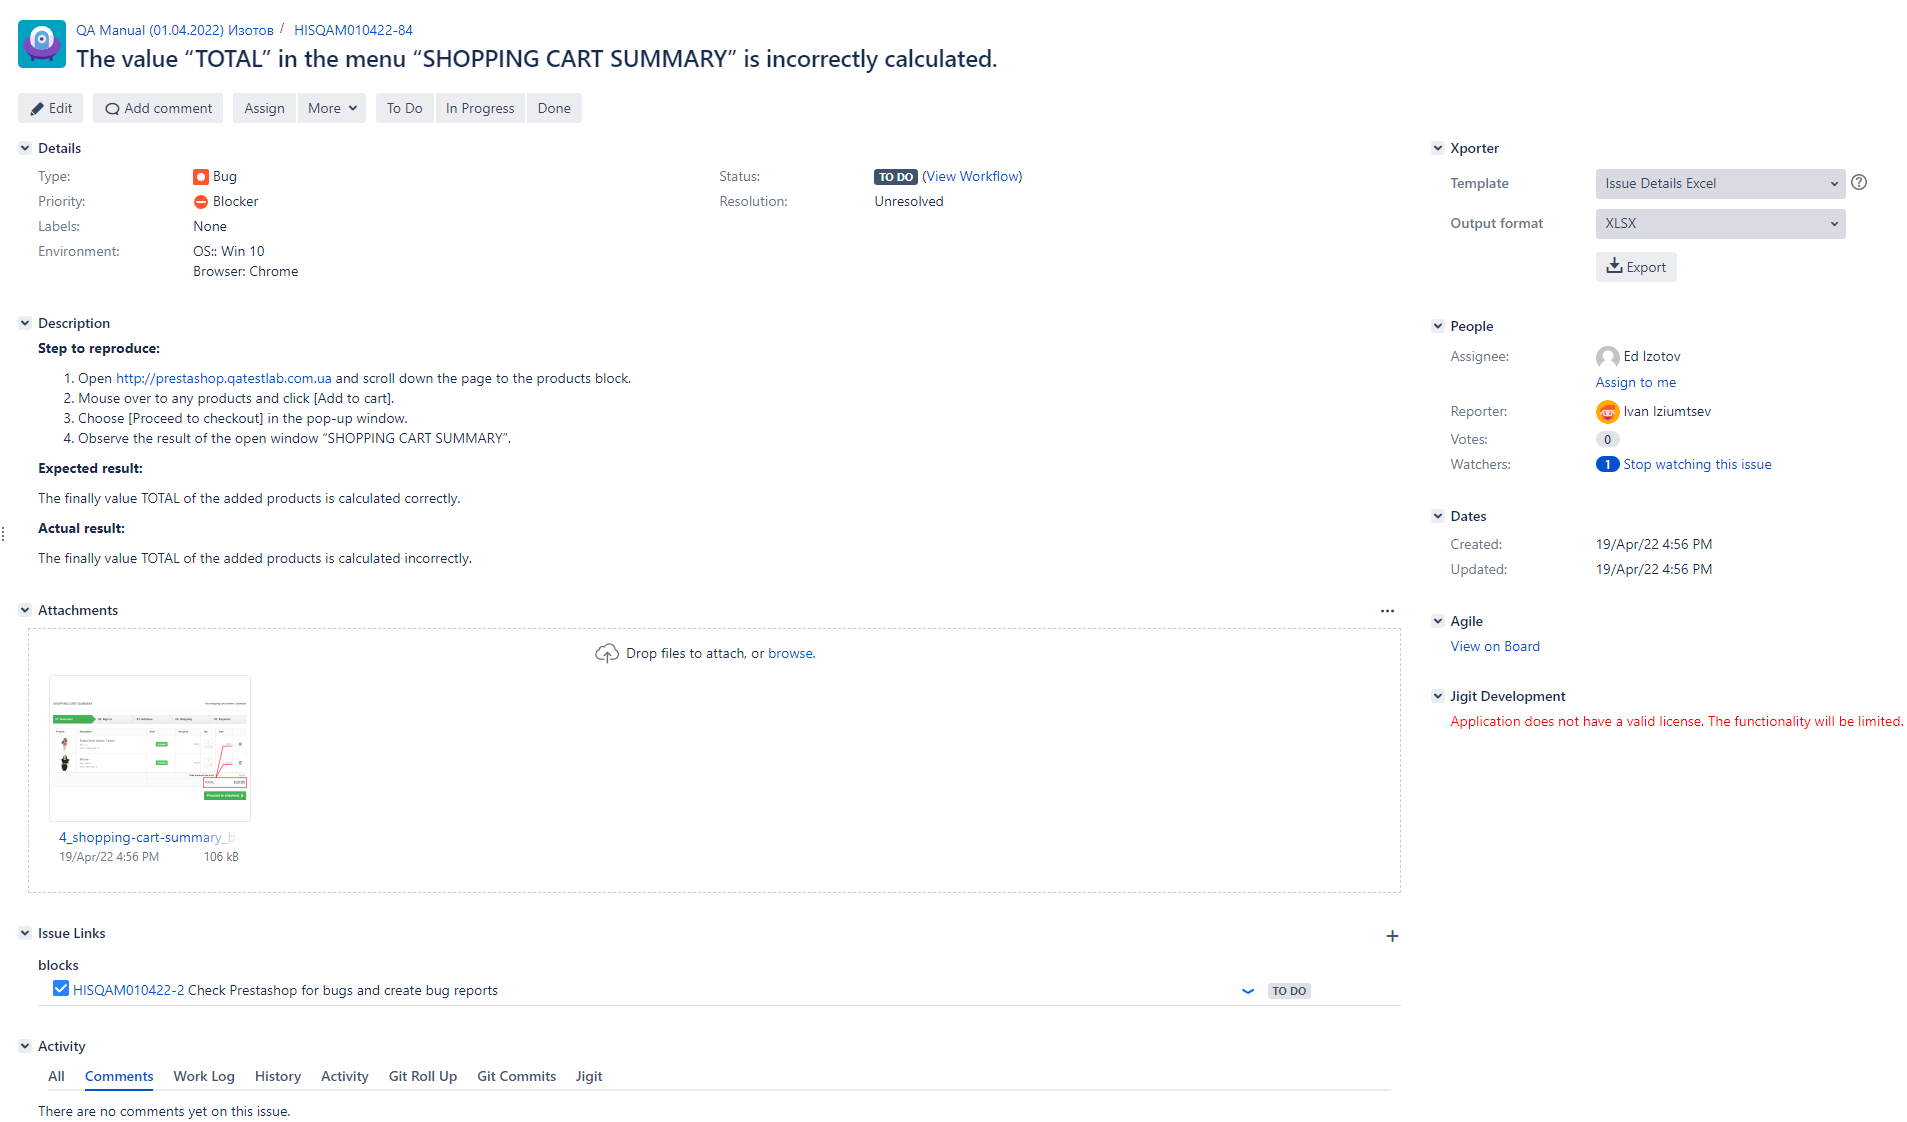 QA Manual (01.04.2022) Изотов / HISQAM010422-84
The value “TOTAL” in the menu “SHOPPING CART SUMMARY” is incorrectly calculated.
Edit Add comment Assign More To Do In Progress Done
Details
Type: Bug
Status: TO DO (View Workflow)
Priority: Blocker
Resolution: Unresolved
Labels: None
Environment: OS:: Win 10
Browser: Chrome
Description
Step to reproduce:
1. Open http://prestashop.qatestlab.com.ua and scroll down the page to the products block.
2. Mouse over to any products and click [Add to cart].
3. Choose [Proceed to checkout] in the pop-up window.
4. Observe the result of the open window “SHOPPING CART SUMMARY”.
Expected result:
The finally value TOTAL of the added products is calculated correctly.
Actual result:
The finally value TOTAL of the added products is calculated incorrectly.
Attachments
Drop files to attach, or browse.
SHOPPING CART SUMMARY
TOTAL
Proceed to checkout
4_shopping-cart-summary_b
19/Apr/22 4:56 PM 106 kB
Issue Links
blocks
HISQAM010422-2 Check Prestashop for bugs and create bug reports TO DO
Activity
All Comments Work Log History Activity Git Roll Up Git Commits Jigit
There are no comments yet on this issue.
Xporter
Template Issue Details Excel
Output format XLSX
Export
People
Assignee: Ed Izotov
Assign to me
Reporter: Ivan Iziumtsev
Votes: 0
Watchers: 1 Stop watching this issue
Dates
Created: 19/Apr/22 4:56 PM
Updated: 19/Apr/22 4:56 PM
Agile
View on Board
Jigit Development
Application does not have a valid license. The functionality will be limited.